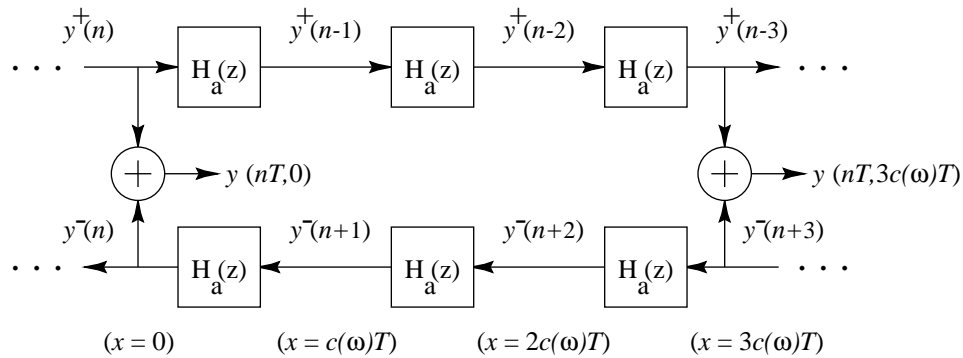 y⁺(n) y⁺(n-1) y⁺(n-2) y⁺(n-3)
· · · Hₐ(z) Hₐ(z) Hₐ(z) · · ·
+ y (nT,0) + y (nT,3c(ω)T)
y⁻(n) y⁻(n+1) y⁻(n+2) y⁻(n+3)
· · · Hₐ(z) Hₐ(z) Hₐ(z) · · ·
(x = 0) (x = c(ω)T) (x = 2c(ω)T) (x = 3c(ω)T)